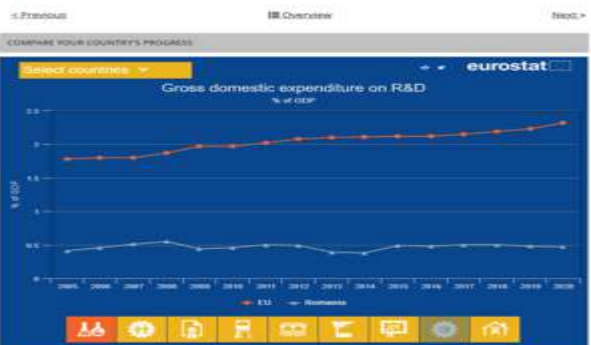 < Previous
Overview
Next >
COMPARE YOUR COUNTRY'S PROGRESS
Select countries
eurostat
Gross domestic expenditure on R&D
% of GDP
2.5
2
1.5
1
0.5
0
% of GDP
2005 2006 2007 2008 2009 2010 2011 2012 2013 2014 2015 2016 2017 2018 2019 2020
EU Romania